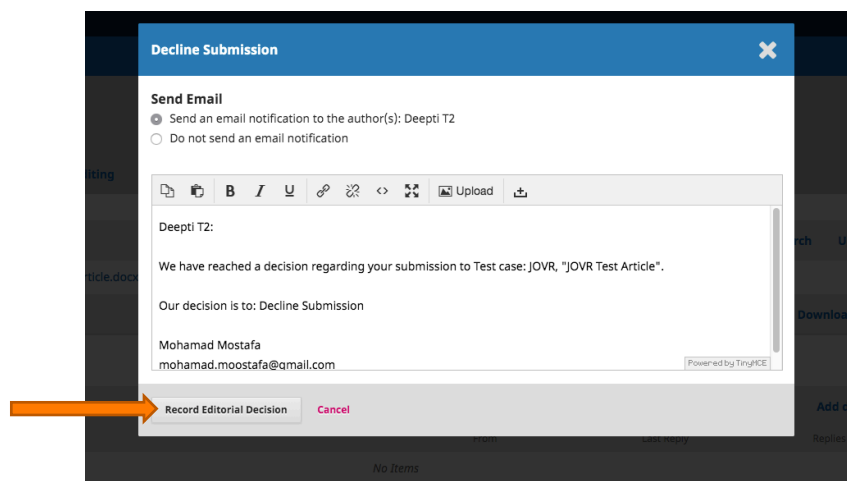 Decline Submission
Send Email
Send an email notification to the author(s): Deepti T2
Do not send an email notification
iting
B I U <> Upload
Deepti T2:
rch U
We have reached a decision regarding your submission to Test case: JOVR, "JOVR Test Article".
rticle.docx
Our decision is to: Decline Submission
Downloa
Mohamad Mostafa
mohamad.moostafa@gmail.com
Powered by TinyMCE
Record Editorial Decision Cancel
Add d
From Last Reply Replies
No Items